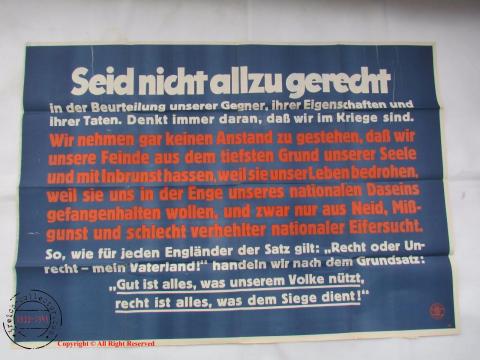 Seid nicht allzu gerecht
in der Beurteilung unserer Gegner, ihrer Eigenschaften und
ihrer Taten. Denkt immer daran, daß wir im Kriege sind.
Wir nehmen gar keinen Anstand zu gestehen, daß wir
unsere Feinde aus dem tiefsten Grund unserer Seele
und mit Inbrunst hassen, weil sie unser Leben bedrohen,
weil sie uns in der Enge unseres nationalen Daseins
gefangenhalten wollen, und zwar nur aus Neid, Miß-
gunst und schlecht verhehlter nationaler Eifersucht.
So, wie für jeden Engländer der Satz gilt: „Recht oder Un-
recht – mein Vaterland!“ handeln wir nach dem Grundsatz:
„Gut ist alles, was unserem Volke nützt,
recht ist alles, was dem Siege dient!“
Copyright © All Right Reserved